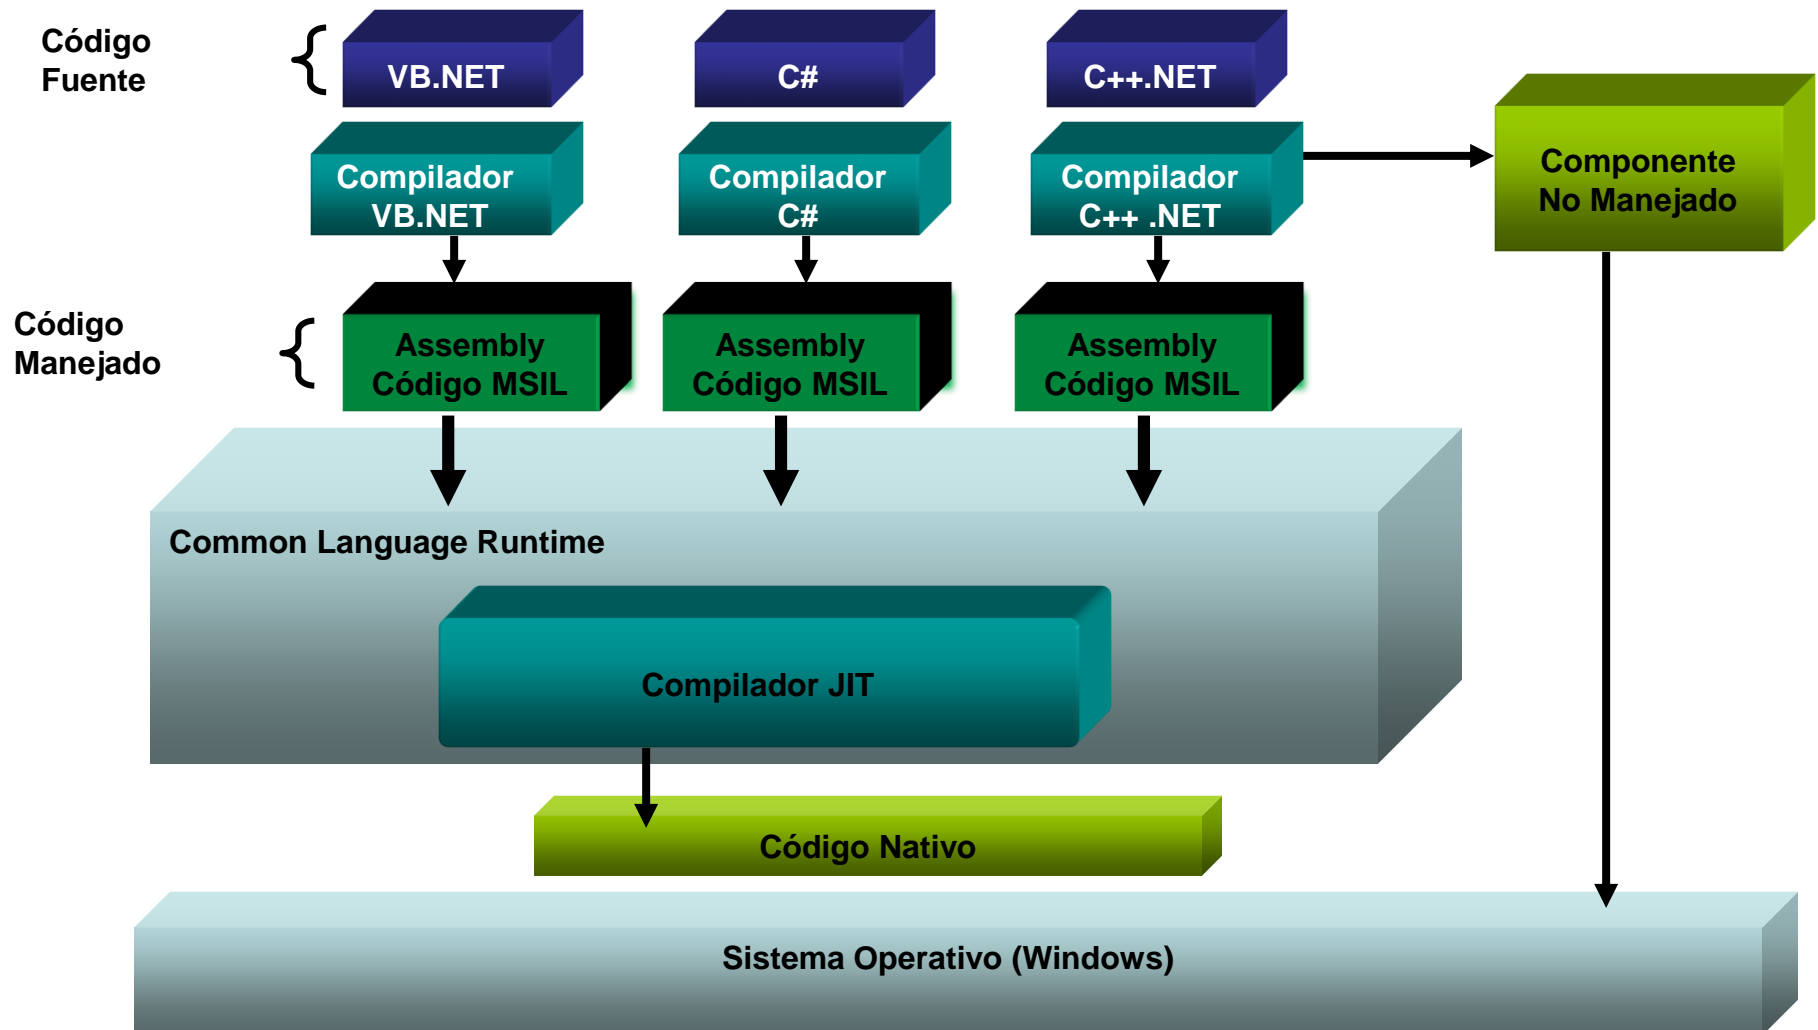 Código
Fuente
VB.NET
C#
C++.NET
Compilador
VB.NET
Compilador
C#
Compilador
C++ .NET
Componente
No Manejado
Código
Manejado
Assembly
Código MSIL
Assembly
Código MSIL
Assembly
Código MSIL
Common Language Runtime
Compilador JIT
Código Nativo
Sistema Operativo (Windows)